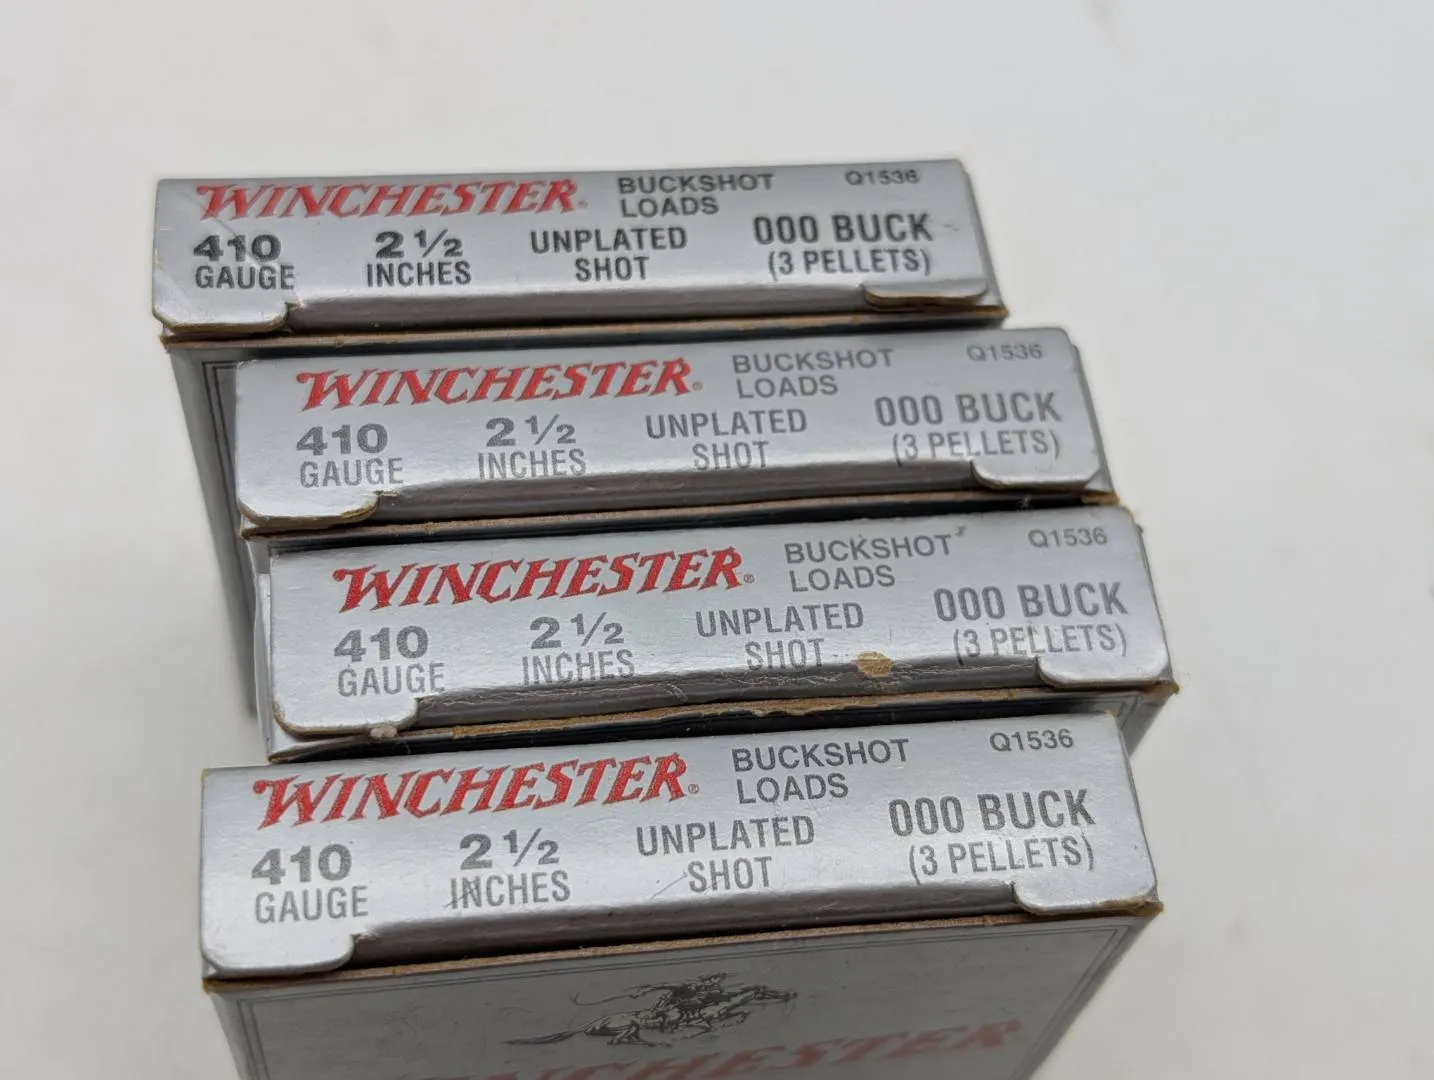 WINCHESTER® BUCKSHOT LOADS Q1536
410 GAUGE 2 1/2 INCHES UNPLATED SHOT 000 BUCK (3 PELLETS)
WINCHESTER® BUCKSHOT LOADS Q1536
410 GAUGE 2 1/2 INCHES UNPLATED SHOT 000 BUCK (3 PELLETS)
WINCHESTER® BUCKSHOT LOADS Q1536
410 GAUGE 2 1/2 INCHES UNPLATED SHOT 000 BUCK (3 PELLETS)
WINCHESTER® BUCKSHOT LOADS Q1536
410 GAUGE 2 1/2 INCHES UNPLATED SHOT 000 BUCK (3 PELLETS)
WINCHESTER